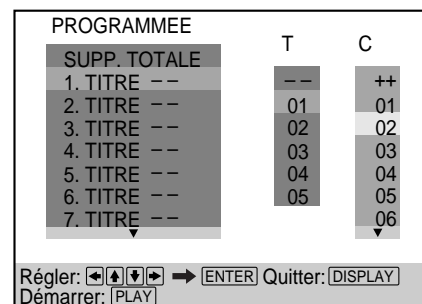 PROGRAMMEE
T C
SUPP. TOTALE
1. TITRE – – – – ++
2. TITRE – – 01 01
3. TITRE – – 02 02
4. TITRE – – 03 03
5. TITRE – – 04 04
6. TITRE – – 05 05
7. TITRE – – 06
Régler: ENTER Quitter: DISPLAY
Démarrer: PLAY